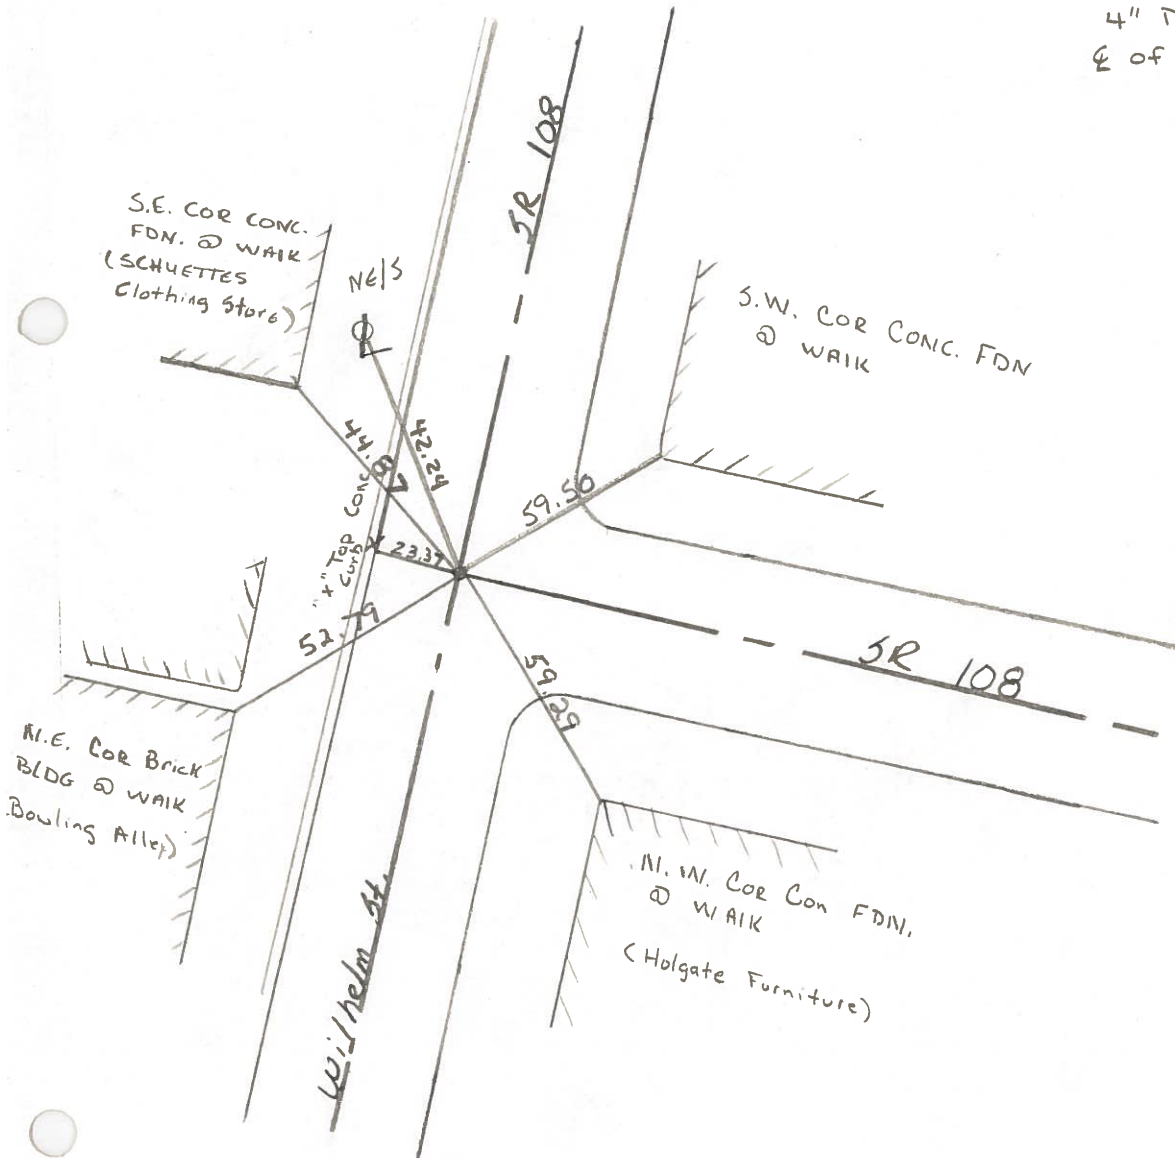 4" T
℄ of
SR 108
S.E. COR CONC.
FDN. @ WALK
(SCHUETTES
Clothing Store)
NE/S
S.W. COR CONC. FDN
@ WALK
44.87
42.24
59.50
"x" Top Conc
Curb
23.37
52.79
59.29
SR 108
N.E. COR Brick
BLDG @ WALK
Bowling Alley)
N.W. COR Con FDN.
@ WALK
(Holgate Furniture)
Wilhelm St.